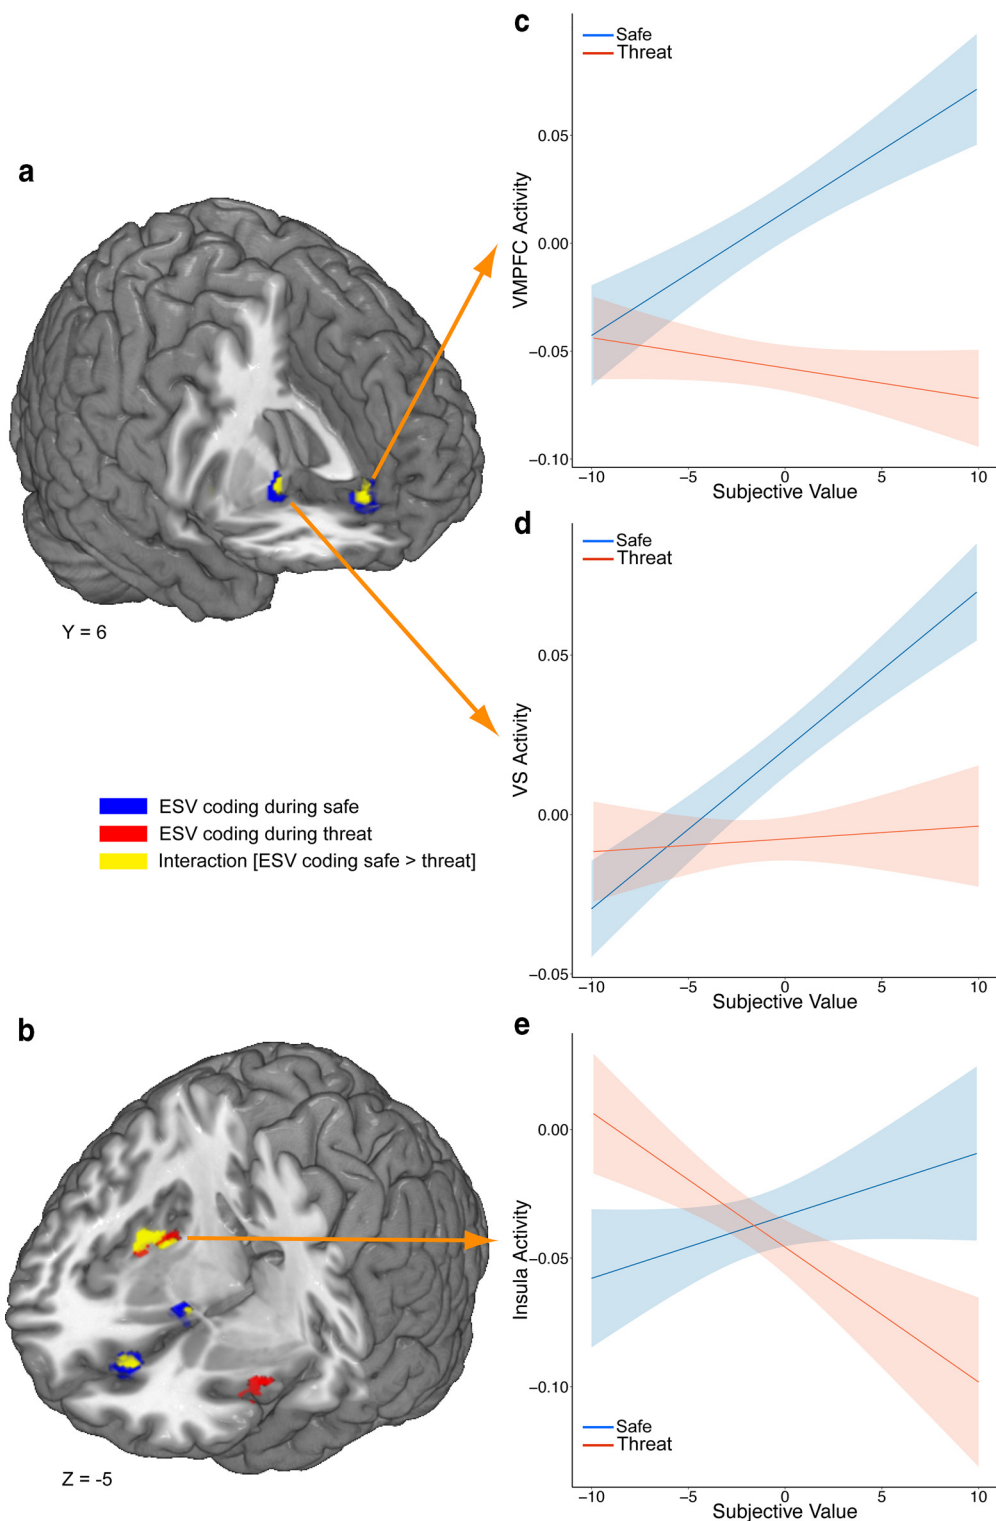 a
Y = 6
ESV coding during safe
ESV coding during threat
Interaction [ESV coding safe > threat]
b
Z = -5
c
Safe
Threat
VMPFC Activity
0.05
0.00
−0.05
−0.10
−10 −5 0 5 10
Subjective Value
d
Safe
Threat
VS Activity
0.05
0.00
−0.05
−10 −5 0 5 10
Subjective Value
e
Insula Activity
0.00
−0.05
−0.10
Safe
Threat
−10 −5 0 5 10
Subjective Value